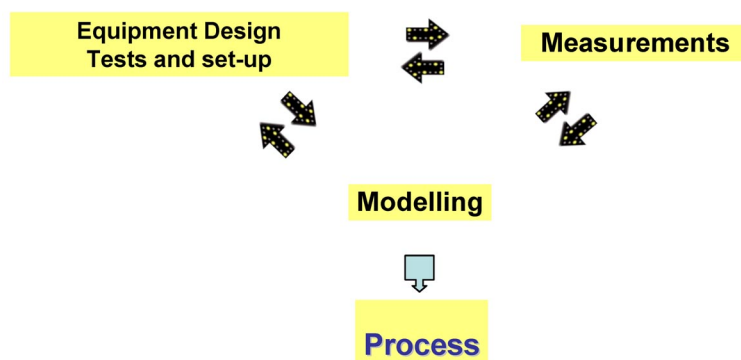 Equipment Design
Tests and set-up
Measurements
Modelling
Process